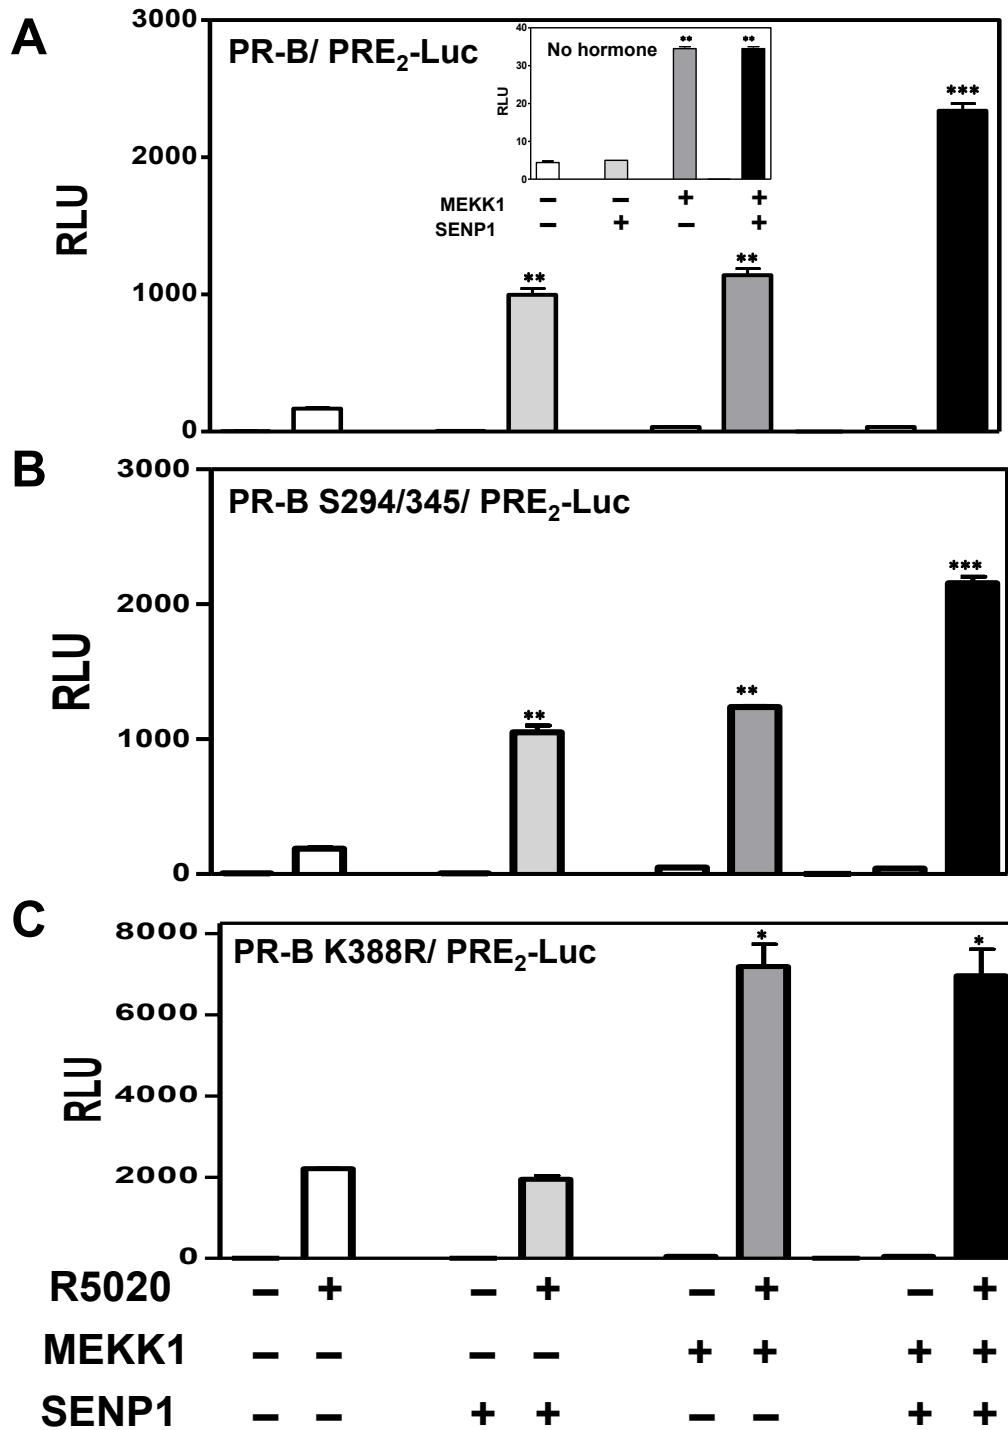 A
3000
2000
1000
0
RLU
PR-B/ PRE2-Luc
40
30
20
10
0
RLU
No hormone
** **
MEKK1 – – + +
SENP1 – + – +
** ** ***
B
3000
2000
1000
0
RLU
PR-B S294/345/ PRE2-Luc
** ** ***
C
8000
6000
4000
2000
0
RLU
PR-B K388R/ PRE2-Luc
* *
R5020 – + – + – + – +
MEKK1 – – – – + + + +
SENP1 – – + + – – + +